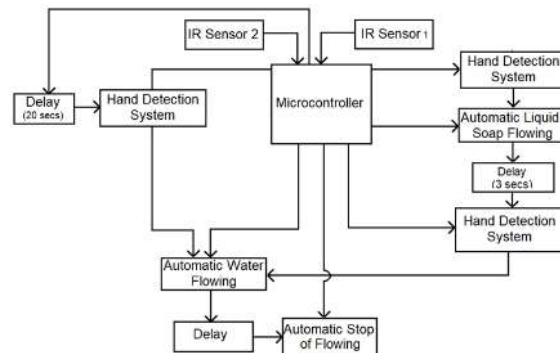 IR Sensor 2
IR Sensor 1
Hand Detection
System
Delay
(20 secs)
Hand Detection
System
Microcontroller
Automatic Liquid
Soap Flowing
Delay
(3 secs)
Hand Detection
System
Automatic Water
Flowing
Delay
Automatic Stop
of Flowing